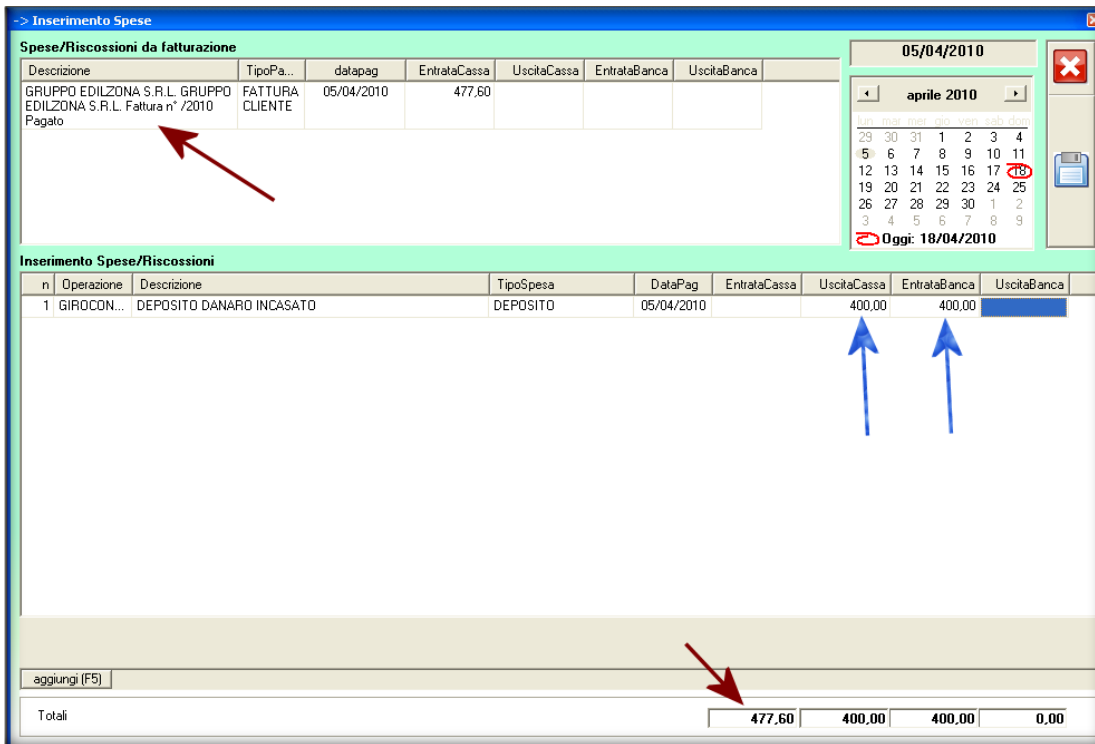 -> Inserimento Spese
Spese/Riscossioni da fatturazione
Descrizione TipoPa... datapag EntrataCassa UscitaCassa EntrataBanca UscitaBanca
GRUPPO EDILZONA S.R.L. GRUPPO FATTURA 05/04/2010 477,60
EDILZONA S.R.L. Fattura n° /2010 CLIENTE
Pagato
05/04/2010
aprile 2010
lun mar mer gio ven sab dom
29 30 31 1 2 3 4
5 6 7 8 9 10 11
12 13 14 15 16 17 18
19 20 21 22 23 24 25
26 27 28 29 30 1 2
3 4 5 6 7 8 9
Oggi: 18/04/2010
Inserimento Spese/Riscossioni
n Operazione Descrizione TipoSpesa DataPag EntrataCassa UscitaCassa EntrataBanca UscitaBanca
1 GIROCON... DEPOSITO DANARO INCASATO DEPOSITO 05/04/2010 400,00 400,00
aggiungi (F5)
Totali 477,60 400,00 400,00 0,00